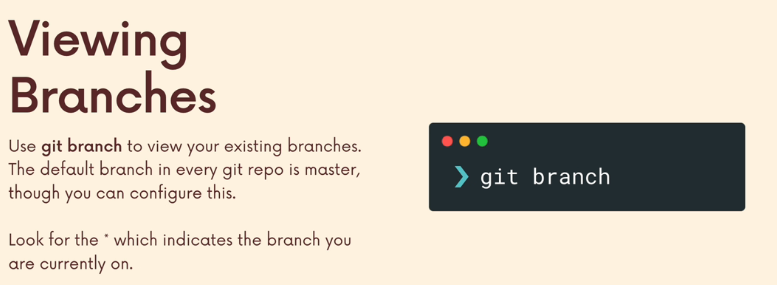 Viewing
Branches
Use git branch to view your existing branches.
The default branch in every git repo is master,
though you can configure this.
Look for the * which indicates the branch you
are currently on.
❯ git branch